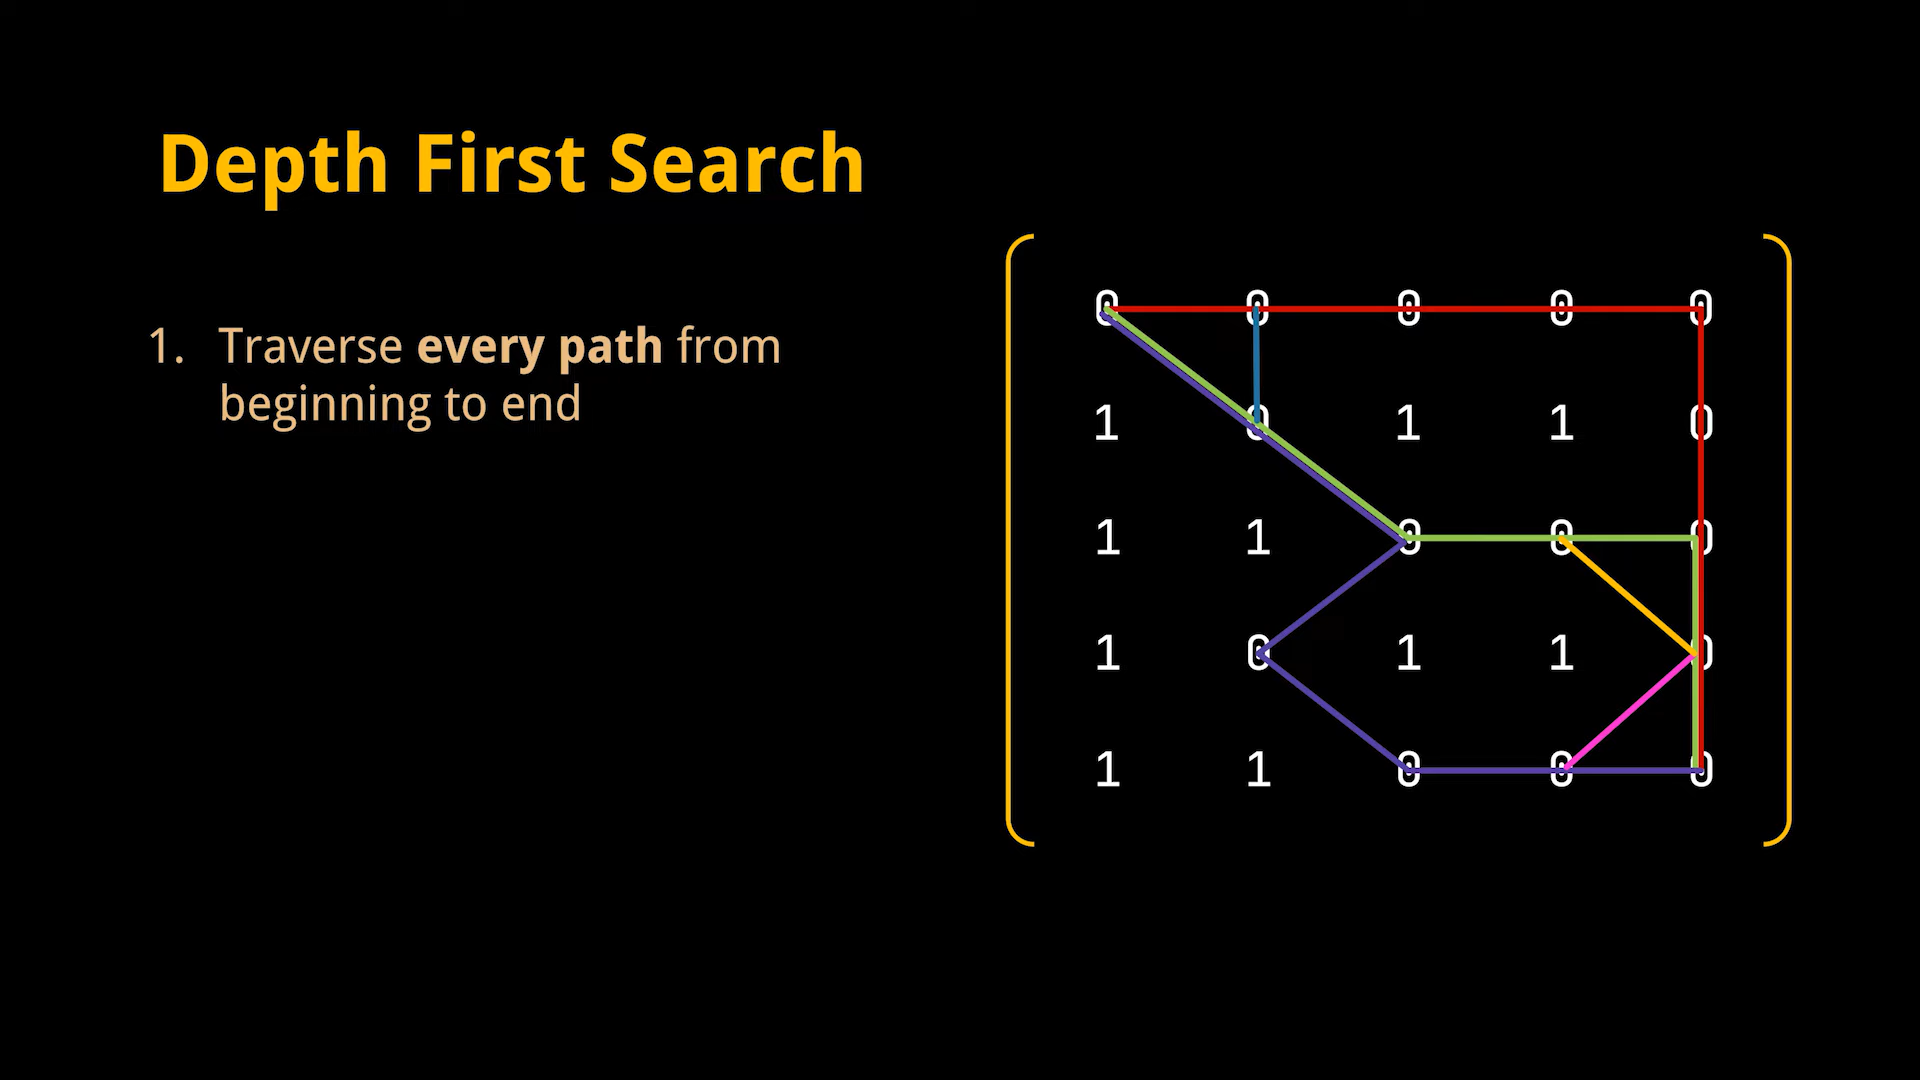 Depth First Search
1. Traverse every path from
beginning to end
0 0 0 0 0
1 0 1 1 0
1 1 0 0 0
1 0 1 1 0
1 1 0 0 0